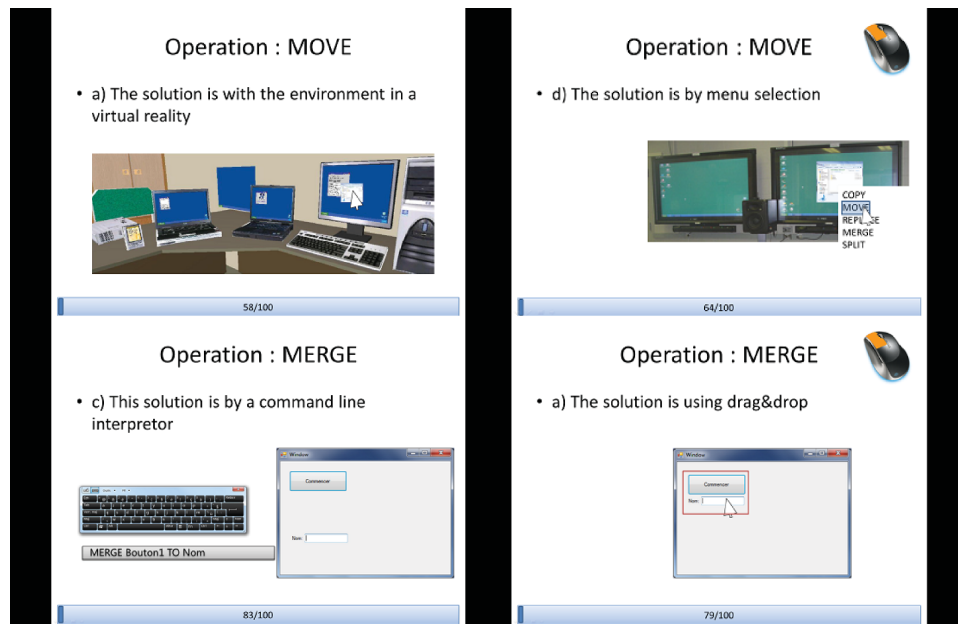 Operation : MOVE
• a) The solution is with the environment in a
virtual reality
58/100
Operation : MOVE
• d) The solution is by menu selection
COPY
MOVE
REPLACE
MERGE
SPLIT
64/100
Operation : MERGE
• c) This solution is by a command line
interpretor
MERGE Bouton1 TO Nom
Window
Commencer
Nom
83/100
Operation : MERGE
• a) The solution is using drag&drop
Window
Commencer
Nom
79/100